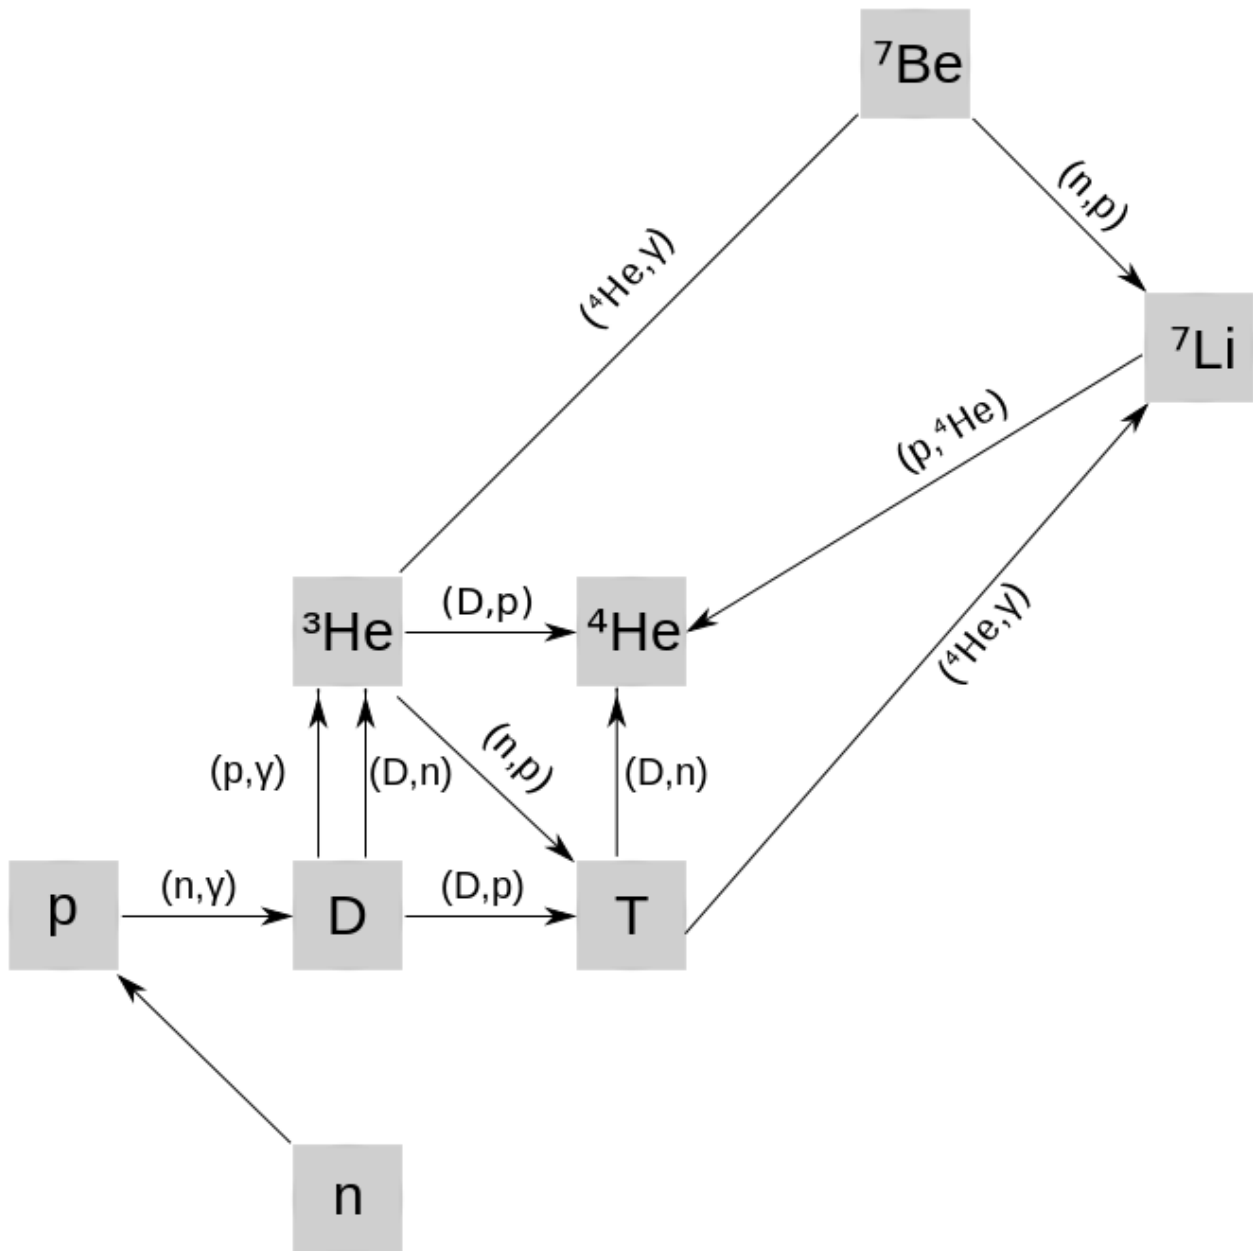 ⁷Be
(n,p)
(⁴He,γ)
⁷Li
(p,⁴He)
³He
(D,p)
⁴He
(⁴He,γ)
(p,γ)
(D,n)
(n,p)
(D,n)
p
(n,γ)
D
(D,p)
T
n